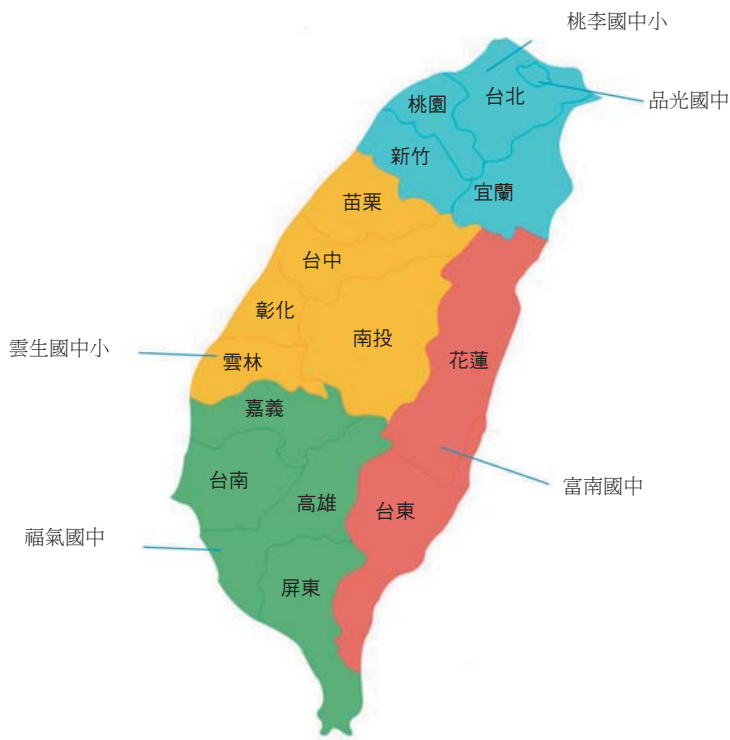 桃李國中小
品光國中
台北
桃園
新竹
宜蘭
苗栗
台中
彰化
南投
雲生國中小
雲林
花蓮
嘉義
台南
高雄
富南國中
台東
福氣國中
屏東